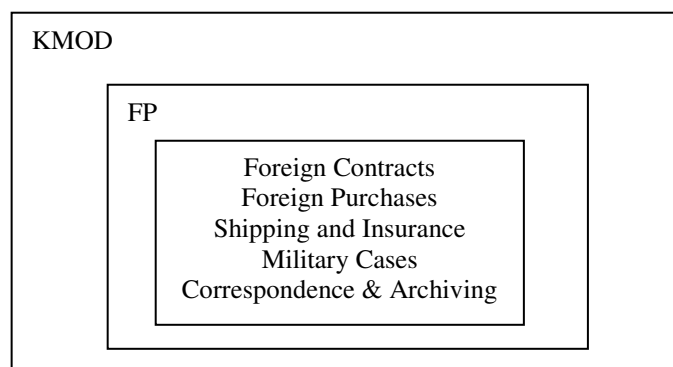 KMOD
FP
Foreign Contracts
Foreign Purchases
Shipping and Insurance
Military Cases
Correspondence & Archiving